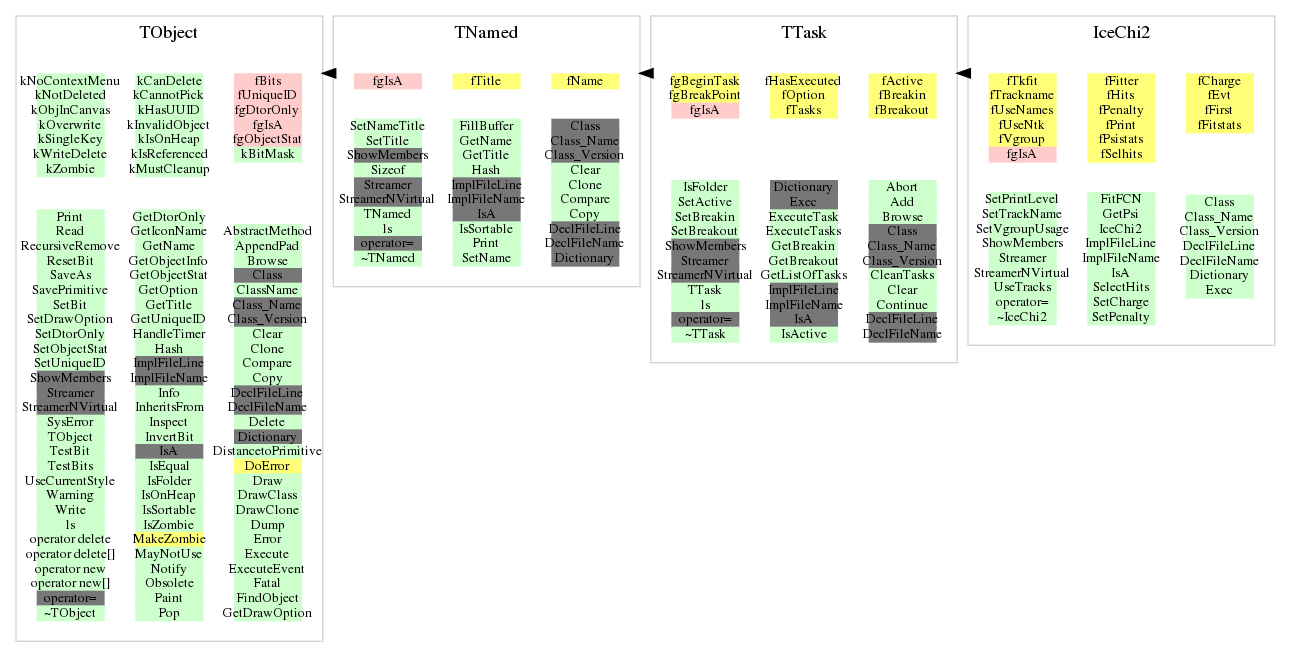 TObject
kNoContextMenu
kNotDeleted
kObjInCanvas
kOverwrite
kSingleKey
kWriteDelete
kZombie
kCanDelete
kCannotPick
kHasUUID
kInvalidObject
kIsOnHeap
kIsReferenced
kMustCleanup
fBits
fUniqueID
fgDtorOnly
fgIsA
fgObjectStat
kBitMask
Print
Read
RecursiveRemove
ResetBit
SaveAs
SavePrimitive
SetBit
SetDrawOption
SetDtorOnly
SetObjectStat
SetUniqueID
ShowMembers
Streamer
StreamerNVirtual
SysError
TObject
TestBit
TestBits
UseCurrentStyle
Warning
Write
ls
operator delete
operator delete[]
operator new
operator new[]
operator=
~TObject
GetDtorOnly
GetIconName
GetName
GetObjectInfo
GetObjectStat
GetOption
GetTitle
GetUniqueID
HandleTimer
Hash
ImplFileLine
ImplFileName
Info
InheritsFrom
Inspect
InvertBit
IsA
IsEqual
IsFolder
IsOnHeap
IsSortable
IsZombie
MakeZombie
MayNotUse
Notify
Obsolete
Paint
Pop
AbstractMethod
AppendPad
Browse
Class
ClassName
Class_Name
Class_Version
Clear
Clone
Compare
Copy
DeclFileLine
DeclFileName
Delete
Dictionary
DistancetoPrimitive
DoError
Draw
DrawClass
DrawClone
Dump
Error
Execute
ExecuteEvent
Fatal
FindObject
GetDrawOption
TNamed
fgIsA
fTitle
fName
SetNameTitle
SetTitle
ShowMembers
Sizeof
Streamer
StreamerNVirtual
TNamed
ls
operator=
~TNamed
FillBuffer
GetName
GetTitle
Hash
ImplFileLine
ImplFileName
IsA
IsSortable
Print
SetName
Class
Class_Name
Class_Version
Clear
Clone
Compare
Copy
DeclFileLine
DeclFileName
Dictionary
TTask
fgBeginTask
fgBreakPoint
fgIsA
fHasExecuted
fOption
fTasks
fActive
fBreakin
fBreakout
IsFolder
SetActive
SetBreakin
SetBreakout
ShowMembers
Streamer
StreamerNVirtual
TTask
ls
operator=
~TTask
Dictionary
Exec
ExecuteTask
ExecuteTasks
GetBreakin
GetBreakout
GetListOfTasks
ImplFileLine
ImplFileName
IsA
IsActive
Abort
Add
Browse
Class
Class_Name
Class_Version
CleanTasks
Clear
Continue
DeclFileLine
DeclFileName
IceChi2
fTkfit
fTrackname
fUseNames
fUseNtk
fVgroup
fgIsA
fFitter
fHits
fPenalty
fPrint
fPsistats
fSelhits
fCharge
fEvt
fFirst
fFitstats
SetPrintLevel
SetTrackName
SetVgroupUsage
ShowMembers
Streamer
StreamerNVirtual
UseTracks
operator=
~IceChi2
FitFCN
GetPsi
IceChi2
ImplFileLine
ImplFileName
IsA
SelectHits
SetCharge
SetPenalty
Class
Class_Name
Class_Version
DeclFileLine
DeclFileName
Dictionary
Exec